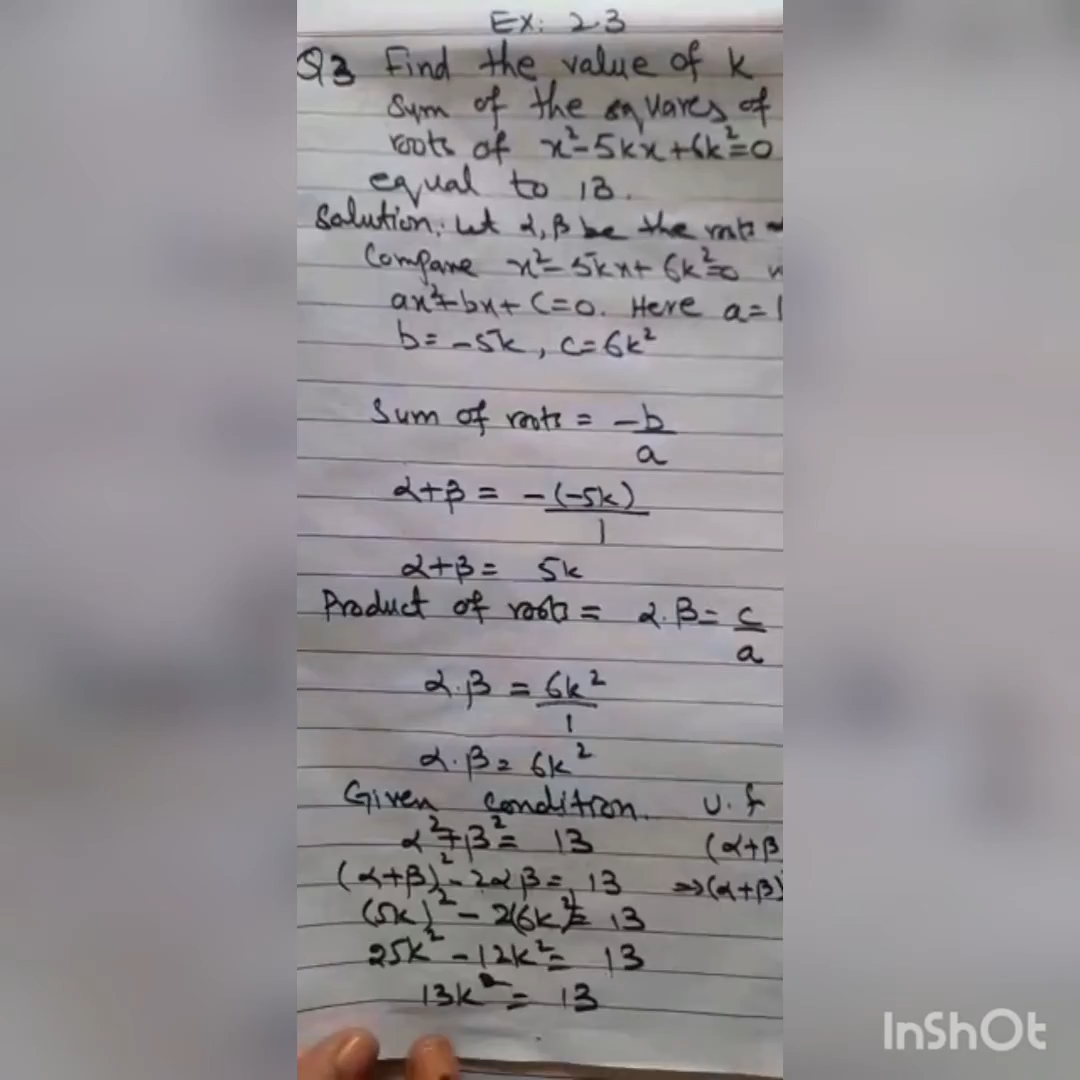 Ex: 2.3
Q3 Find the value of k
sum of the squares of
roots of x²-5kx+6k²=0
equal to 13.
Solution: Let α, β be the roots
Compare x²-5kx+6k²=0
ax²+bx+c=0. Here a=1
b=-5k, c=6k²
Sum of roots = -b/a
α+β = -(-5k)/1
α+β = 5k
Product of roots = α.β = c/a
α.β = 6k²/1
α.β = 6k²
Given condition. U.f
α²+β² = 13 (α+β
(α+β)²-2αβ = 13 ⇒(α+β)
(5k)²-2(6k²)= 13
25k²-12k²= 13
13k² = 13
InShOt